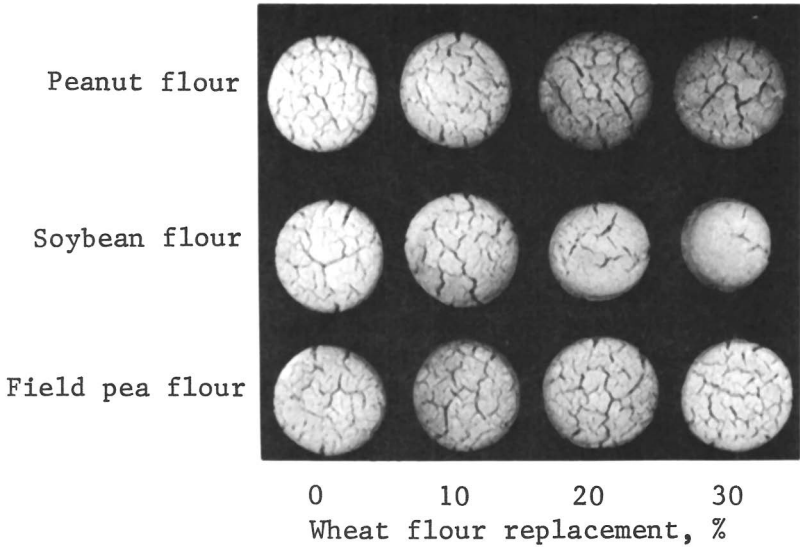 Peanut flour
Soybean flour
Field pea flour
0 10 20 30
Wheat flour replacement, %